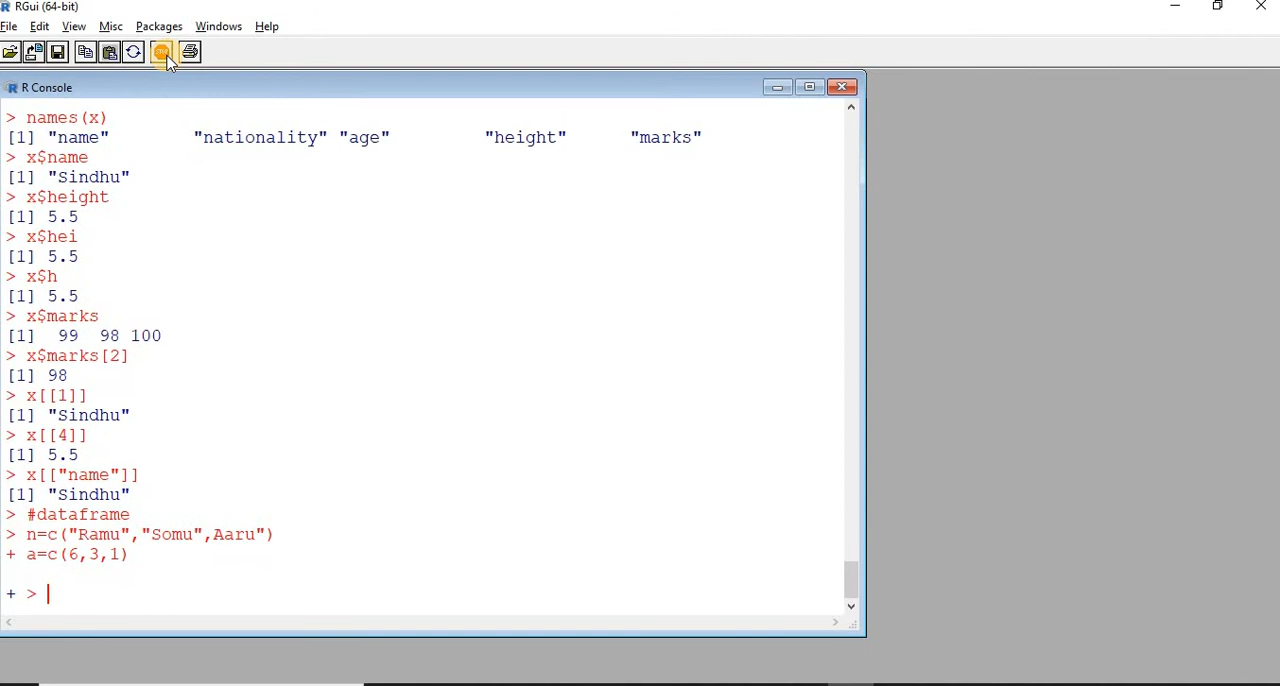 RGui (64-bit)
File Edit View Misc Packages Windows Help
STOP
R Console
> names(x)
[1] "name" "nationality" "age" "height" "marks"
> x$name
[1] "Sindhu"
> x$height
[1] 5.5
> x$hei
[1] 5.5
> x$h
[1] 5.5
> x$marks
[1] 99 98 100
> x$marks[2]
[1] 98
> x[[1]]
[1] "Sindhu"
> x[[4]]
[1] 5.5
> x[["name"]]
[1] "Sindhu"
> #dataframe
> n=c("Ramu","Somu",Aaru")
+ a=c(6,3,1)
+ >